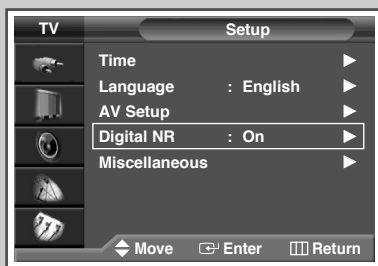 TV Setup
Time
Language : English
AV Setup
Digital NR : On
Miscellaneous
Move Enter Return